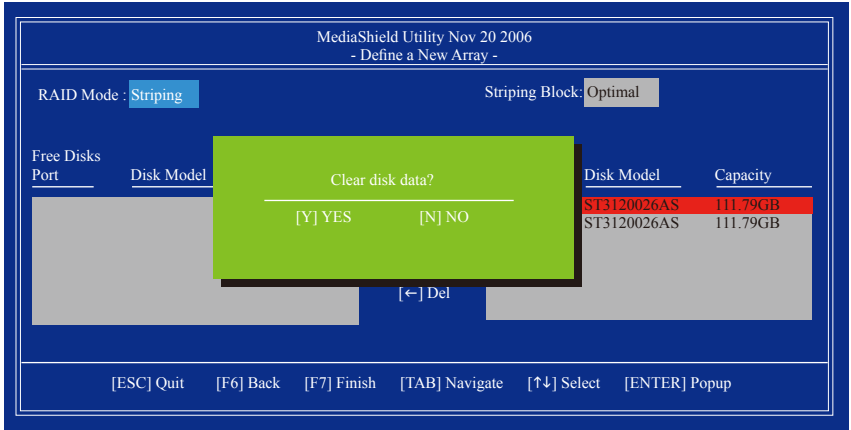 MediaShield Utility Nov 20 2006
- Define a New Array -
RAID Mode : Striping
Striping Block: Optimal
Free Disks
Port Disk Model
Disk Model Capacity
Clear disk data?
[Y] YES [N] NO
ST3120026AS 111.79GB
ST3120026AS 111.79GB
[←] Del
[ESC] Quit [F6] Back [F7] Finish [TAB] Navigate [↑↓] Select [ENTER] Popup